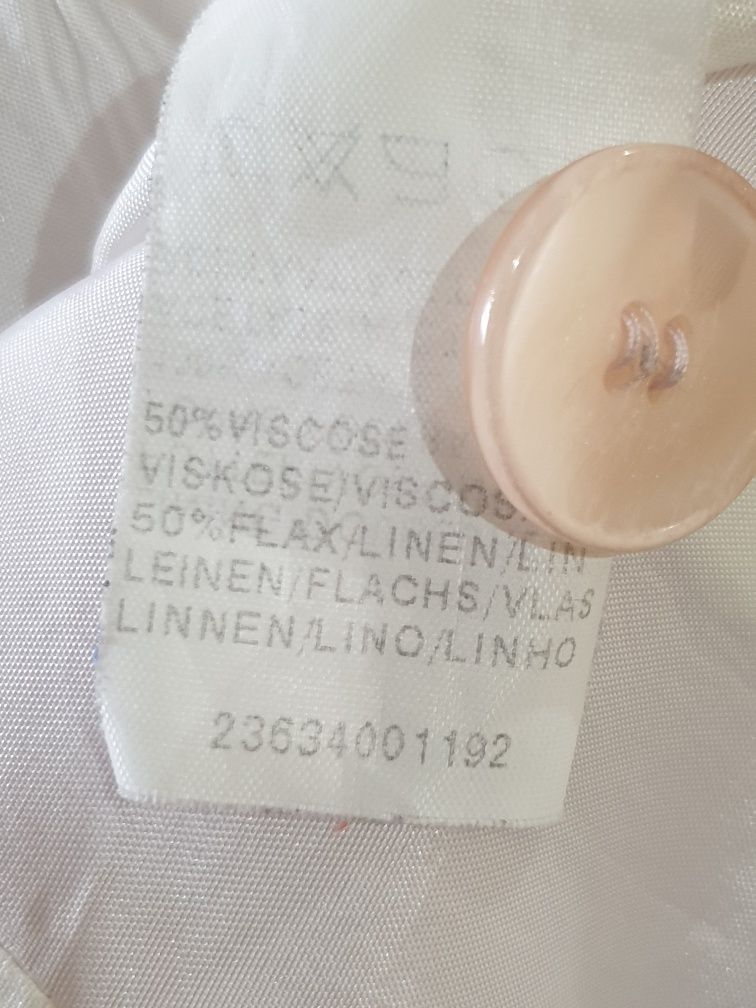 50%VISCOSE
VISKOSE/VISCOS
50%FLAX/LINEN/LIN
LEINEN/FLACHS/VLAS
LINNEN/LINO/LINHO
23634001192